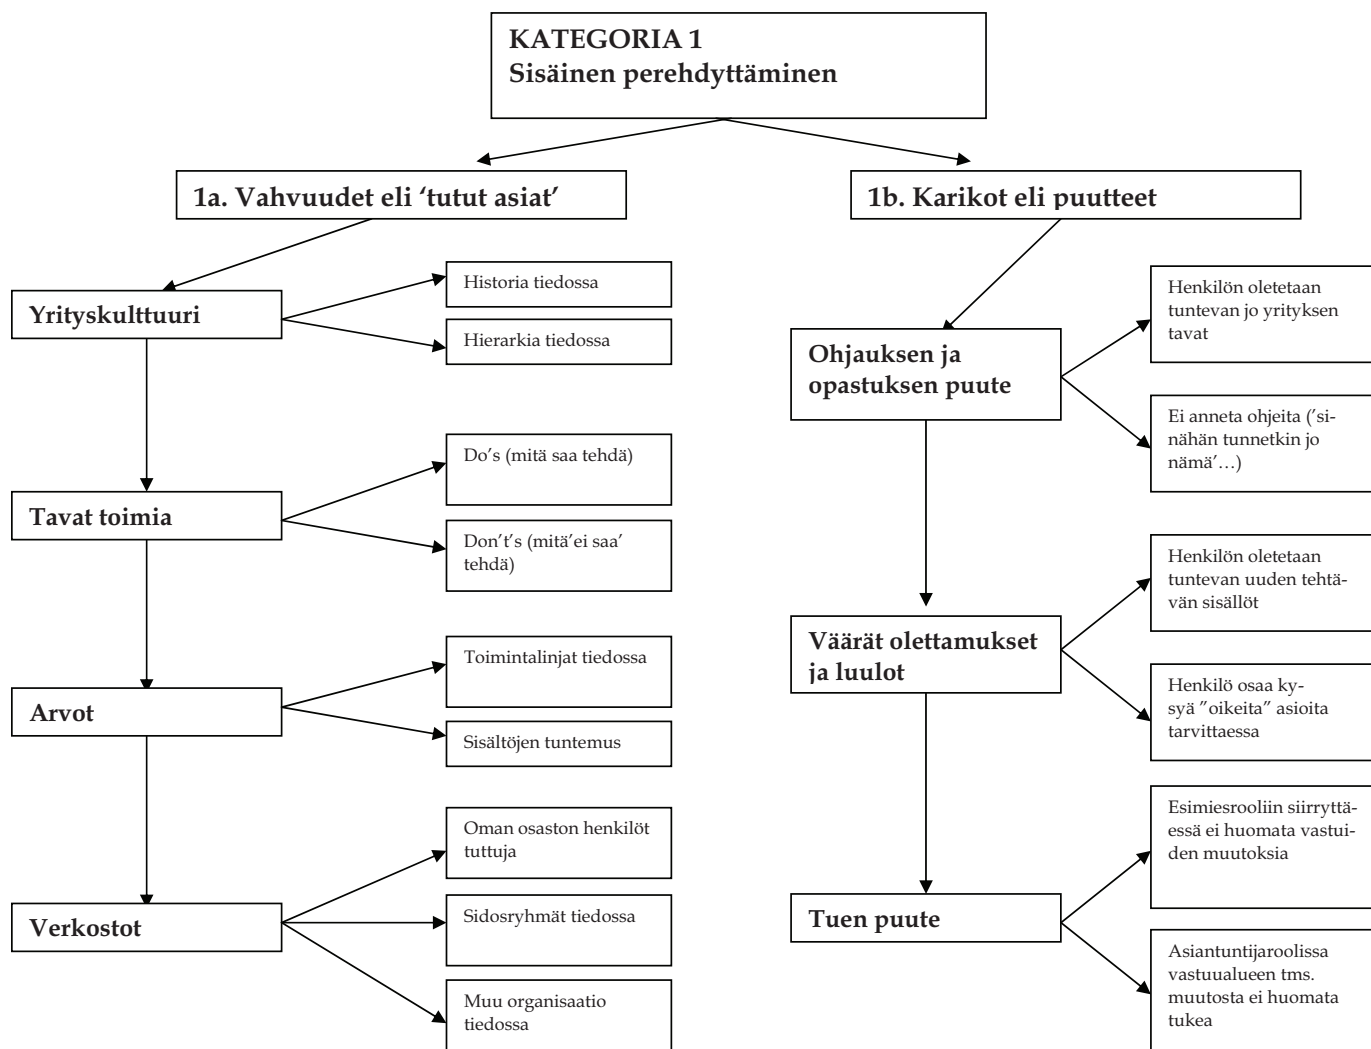 KATEGORIA 1
Sisäinen perehdyttäminen
1a. Vahvuudet eli ‘tutut asiat’
1b. Karikot eli puutteet
Yrityskulttuuri
Historia tiedossa
Hierarkia tiedossa
Tavat toimia
Do's (mitä saa tehdä)
Don't's (mitä'ei saa'
tehdä)
Arvot
Toimintalinjat tiedossa
Sisältöjen tuntemus
Verkostot
Oman osaston henkilöt
tuttuja
Sidosryhmät tiedossa
Muu organisaatio
tiedossa
Ohjauksen ja
opastuksen puute
Henkilön oletetaan
tuntevan jo yrityksen
tavat
Ei anneta ohjeita ('si-
nähän tunnetkin jo
nämä'…)
Väärät olettamukset
ja luulot
Henkilön oletetaan
tuntevan uuden tehtä-
vän sisällöt
Henkilö osaa ky-
syä ”oikeita” asioita
tarvittaessa
Tuen puute
Esimiesrooliin siirryttä-
essä ei huomata vastui-
den muutoksia
Asiantuntijaroolissa
vastuualueen tms.
muutosta ei huomata
tukea